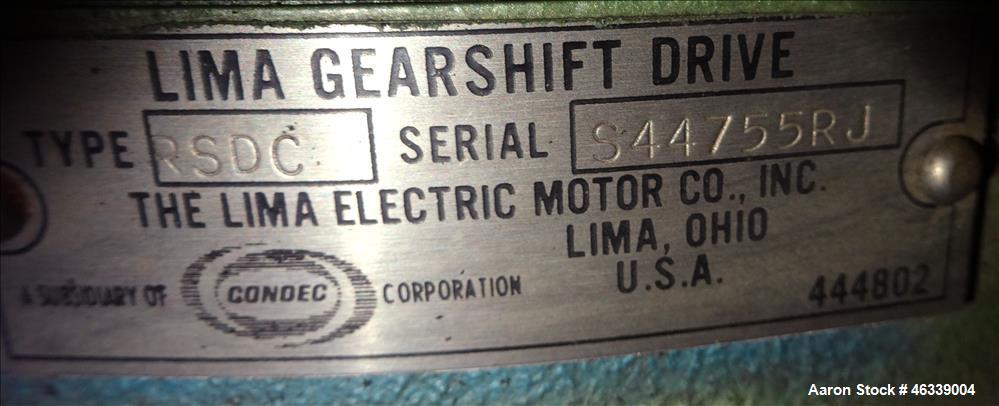 LIMA GEARSHIFT DRIVE
TYPE RSDC SERIAL S44755RJ
THE LIMA ELECTRIC MOTOR CO., INC.
LIMA, OHIO
U.S.A.
A SUBSIDIARY OF CONDEC CORPORATION
444802
Aaron Stock # 46339004